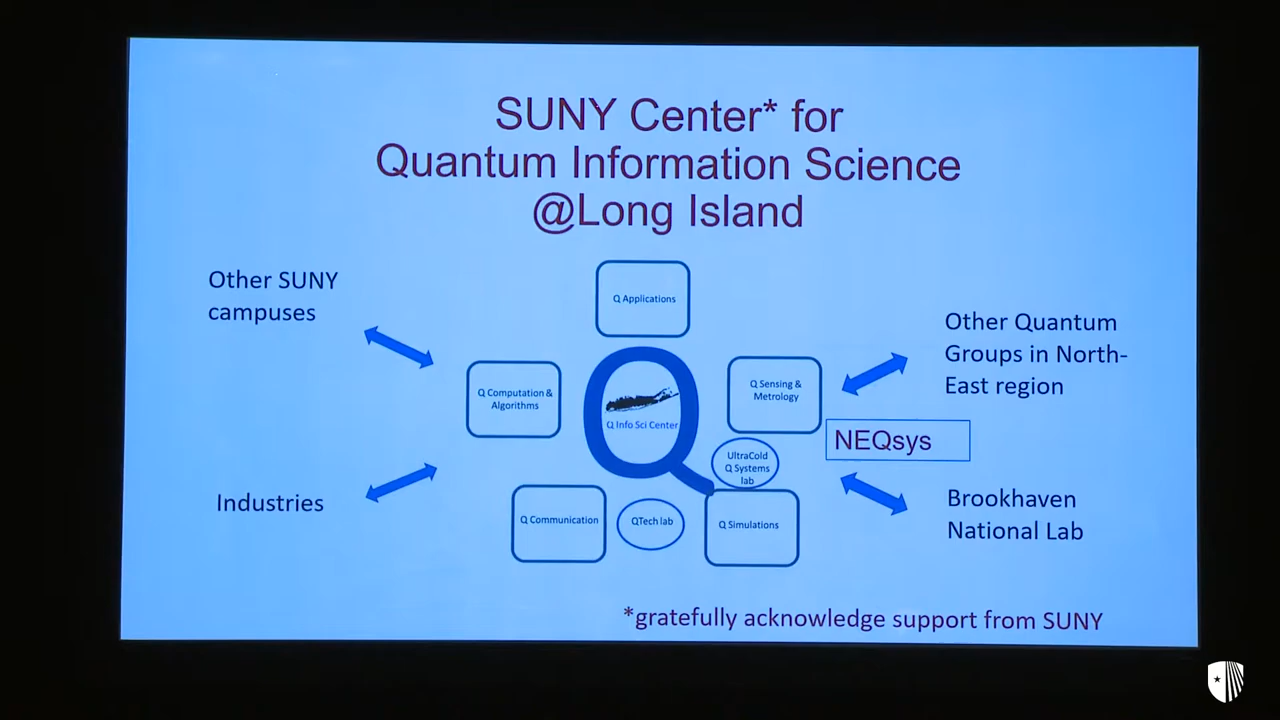 SUNY Center* for
Quantum Information Science
@Long Island
Other SUNY
campuses
Q Applications
Other Quantum
Groups in North-
East region
Q Computation &
Algorithms
Q Info Sci Center
Q Sensing &
Metrology
NEQsys
UltraCold
Q Systems
lab
Industries
Q Communication
QTech lab
Q Simulations
Brookhaven
National Lab
*gratefully acknowledge support from SUNY